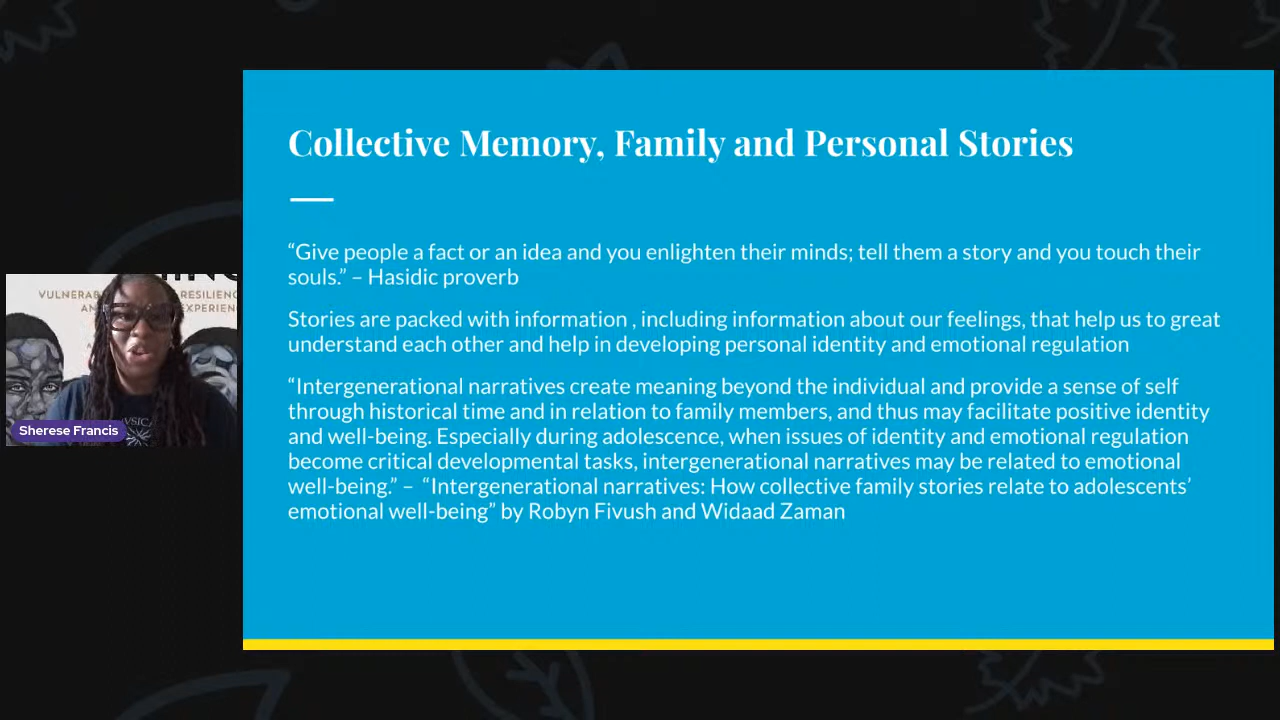 Collective Memory, Family and Personal Stories
“Give people a fact or an idea and you enlighten their minds; tell them a story and you touch their
souls.” – Hasidic proverb
Stories are packed with information , including information about our feelings, that help us to great
understand each other and help in developing personal identity and emotional regulation
“Intergenerational narratives create meaning beyond the individual and provide a sense of self
through historical time and in relation to family members, and thus may facilitate positive identity
and well-being. Especially during adolescence, when issues of identity and emotional regulation
become critical developmental tasks, intergenerational narratives may be related to emotional
well-being.” – “Intergenerational narratives: How collective family stories relate to adolescents’
emotional well-being” by Robyn Fivush and Widaad Zaman
Sherese Francis